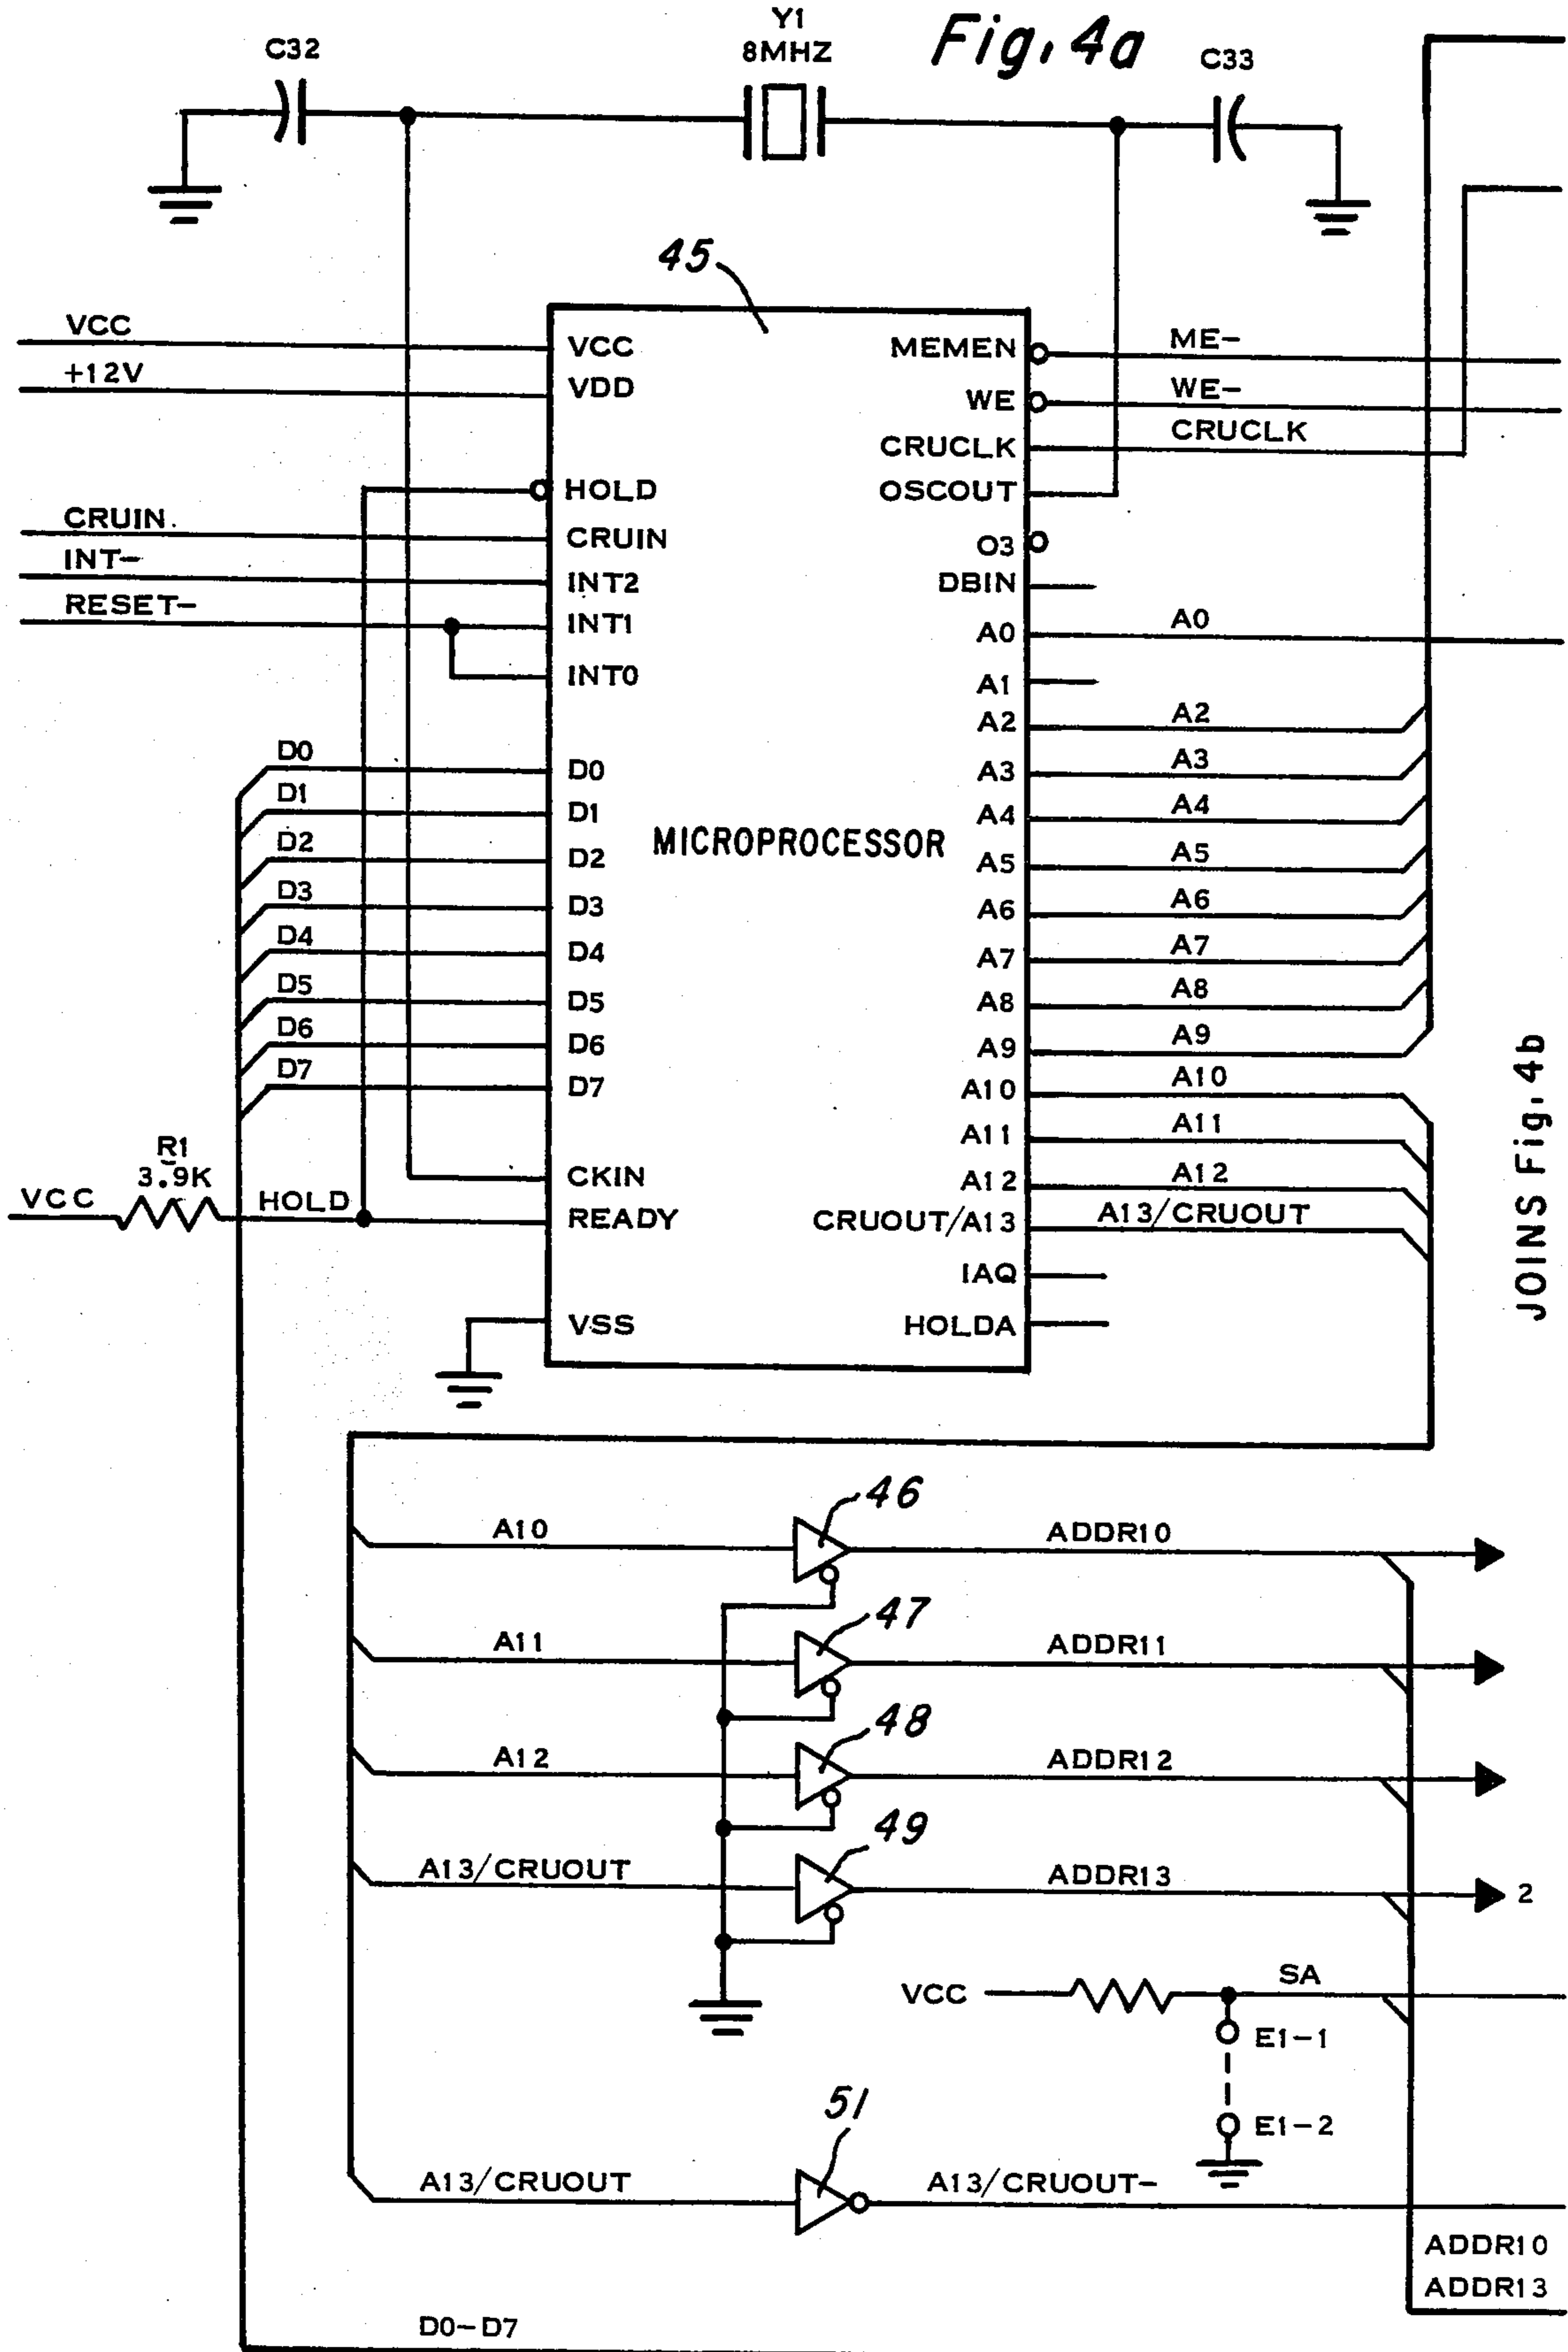 Fig. 4a
C32
Y1
8MHZ
C33
45
VCC
+12V
CRUIN.
INT-
RESET-
VCC
VDD
HOLD
CRUIN
INT2
INT1
INT0
D0
D1
D2
D3
D4
D5
D6
D7
D0
D1
D2
D3
D4
D5
D6
D7
MICROPROCESSOR
R1
3.9K
VCC
HOLD
CKIN
READY
VSS
MEMEN
WE
CRUCLK
OSCOUT
O3
DBIN
A0
A1
A2
A3
A4
A5
A6
A7
A8
A9
A10
A11
A12
CRUOUT/A13
IAQ
HOLDA
ME-
WE-
CRUCLK
A0
A2
A3
A4
A5
A6
A7
A8
A9
A10
A11
A12
A13/CRUOUT
JOINS Fig. 4b
A10
46
ADDR10
A11
47
ADDR11
A12
48
ADDR12
A13/CRUOUT
49
ADDR13
2
VCC
SA
E1-1
E1-2
A13/CRUOUT
51
A13/CRUOUT-
ADDR10
ADDR13
D0-D7